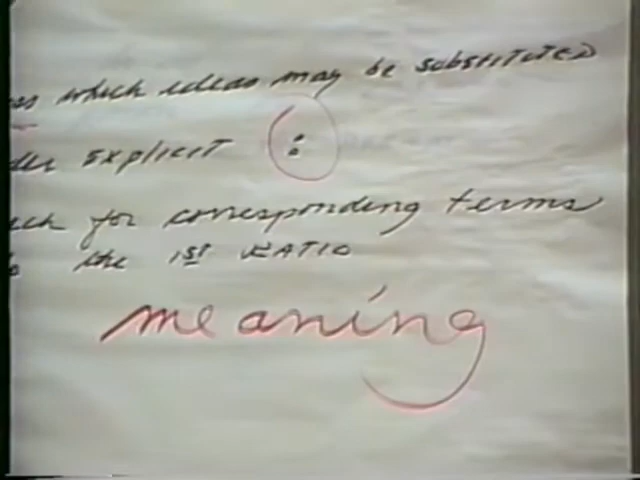 which ideas may be substituted
explicit :
for corresponding terms
the 1st RATIO
meaning